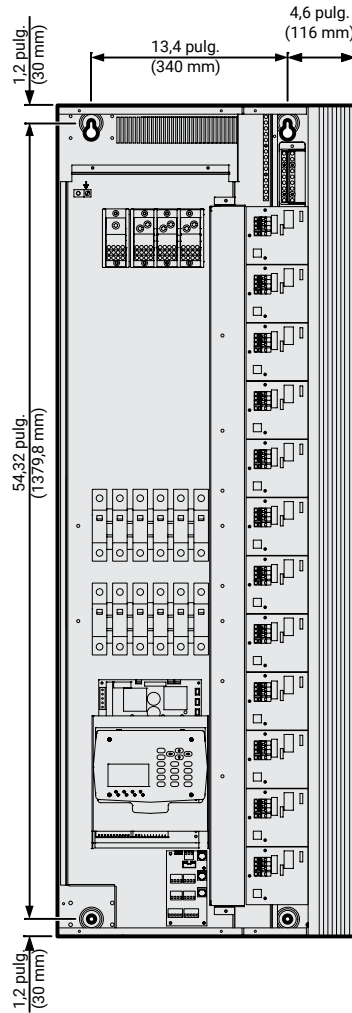 4,6 pulg.
(116 mm)
13,4 pulg.
(340 mm)
1,2 pulg.
(30 mm)
54,32 pulg.
(1379,8 mm)
1,2 pulg.
(30 mm)